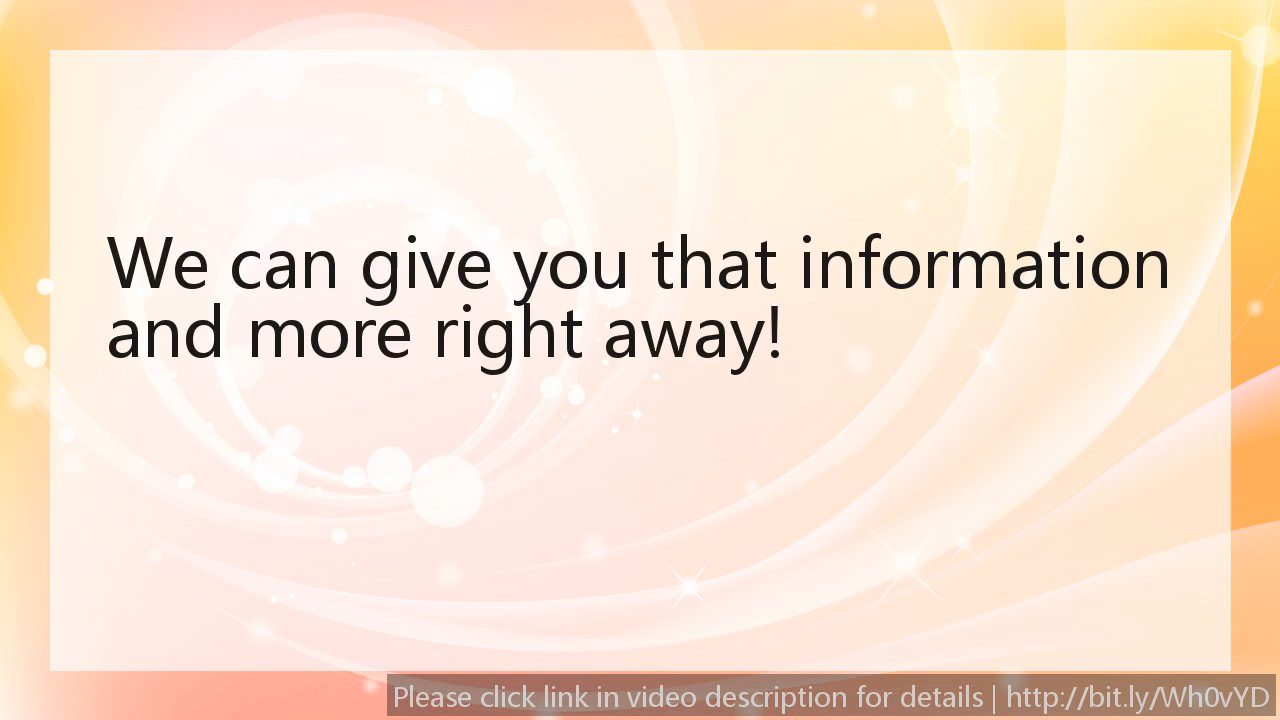 We can give you that information
and more right away!
Please click link in video description for details | http://bit.ly/Wh0vYD